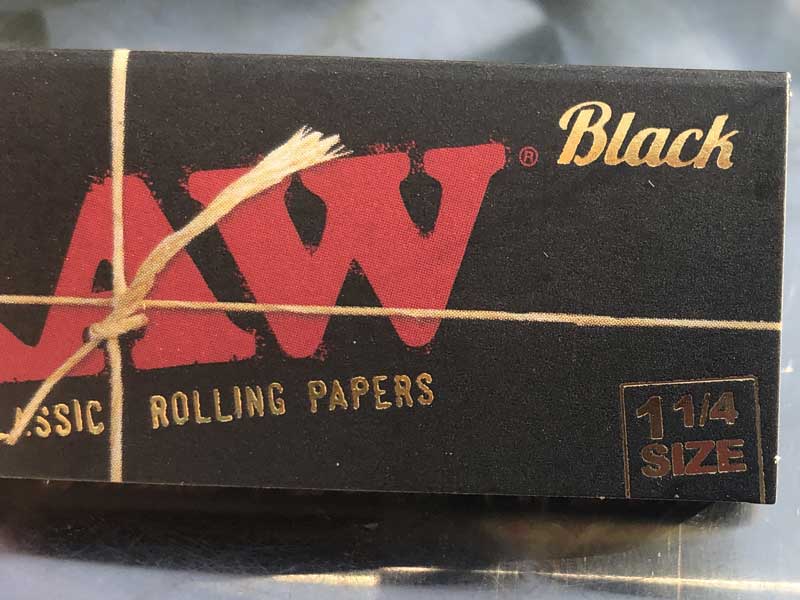 AW® Black
ASSIC ROLLING PAPERS
1 1/4
SIZE